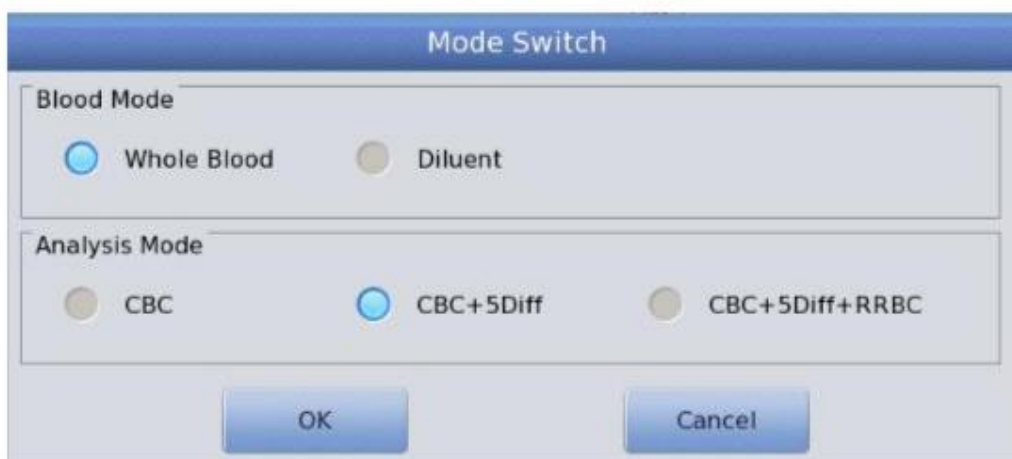 Mode Switch
Blood Mode
Whole Blood Diluent
Analysis Mode
CBC CBC+5Diff CBC+5Diff+RRBC
OK Cancel